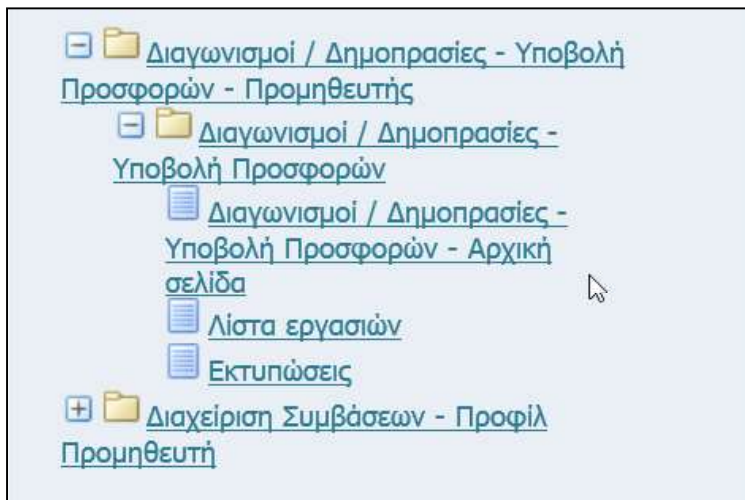 Διαγωνισμοί / Δημοπρασίες - Υποβολή
Προσφορών - Προμηθευτής
Διαγωνισμοί / Δημοπρασίες -
Υποβολή Προσφορών
Διαγωνισμοί / Δημοπρασίες -
Υποβολή Προσφορών - Αρχική
σελίδα
Λίστα εργασιών
Εκτυπώσεις
Διαχείριση Συμβάσεων - Προφίλ
Προμηθευτή